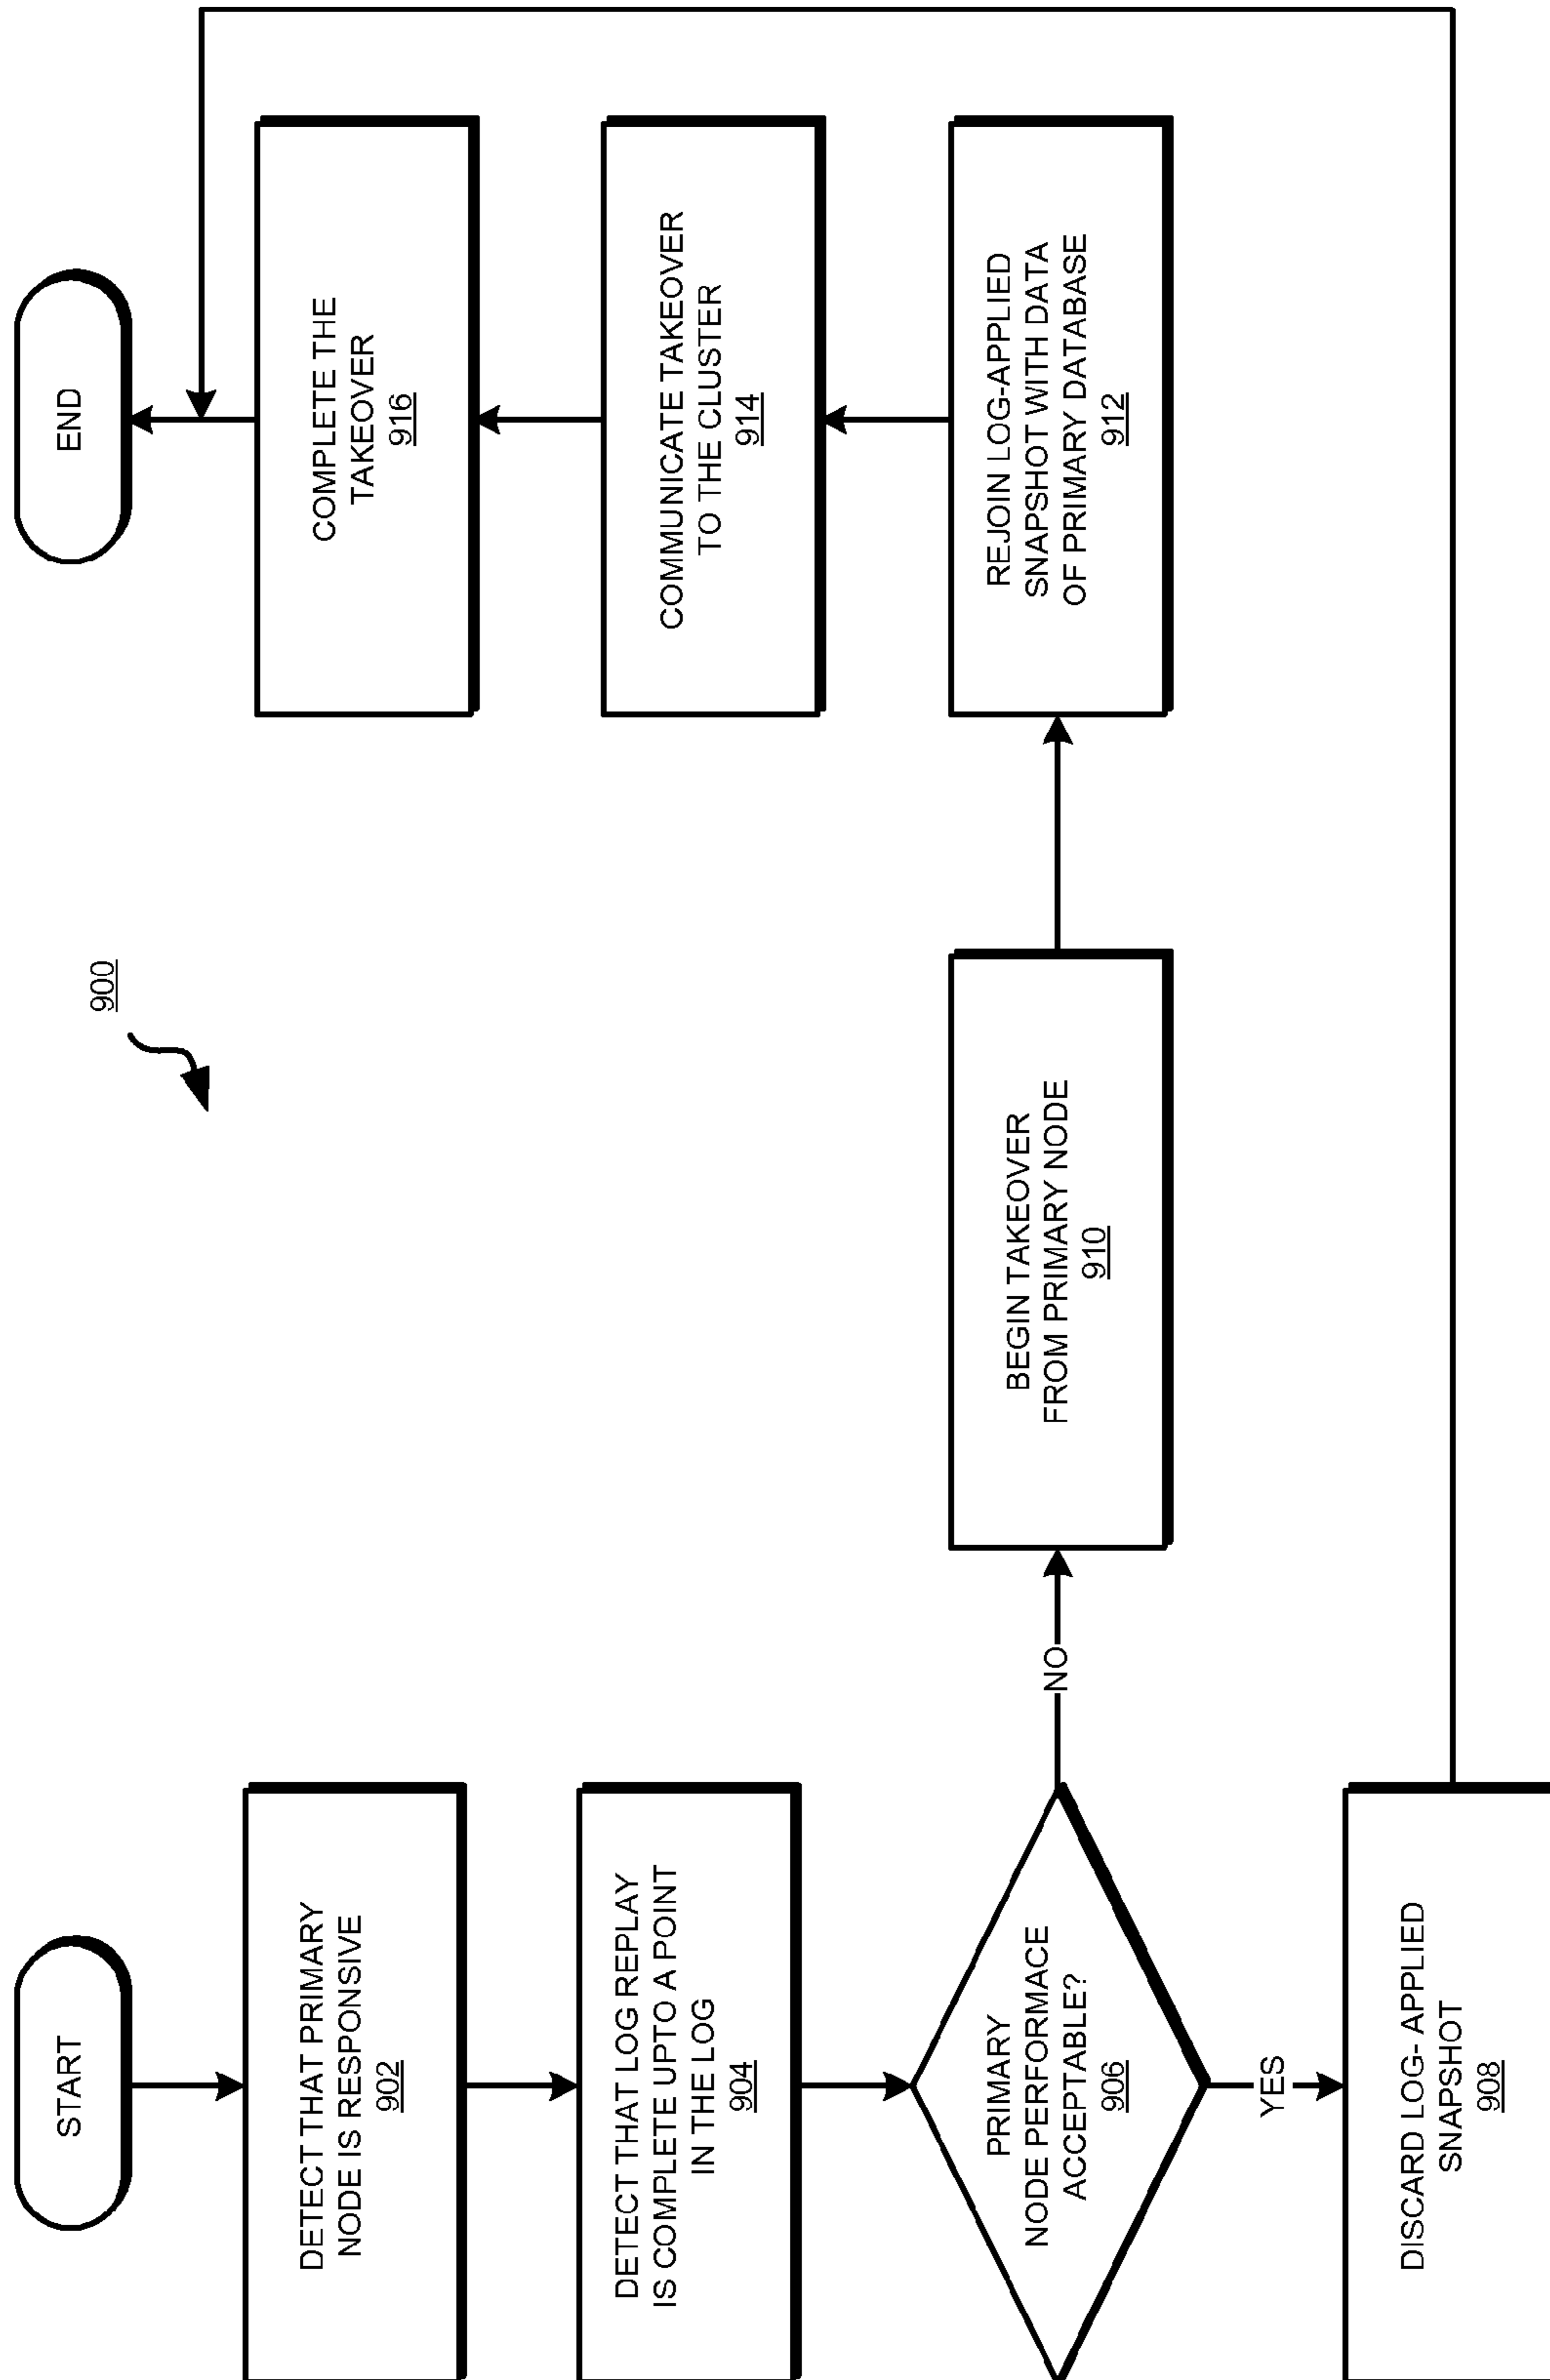 900
START
DETECT THAT PRIMARY
NODE IS RESPONSIVE
902
DETECT THAT LOG REPLAY
IS COMPLETE UPTO A POINT
IN THE LOG
904
PRIMARY
NODE PERFORMACE
ACCEPTABLE?
906
YES
DISCARD LOG- APPLIED
SNAPSHOT
908
NO
BEGIN TAKEOVER
FROM PRIMARY NODE
910
REJOIN LOG-APPLIED
SNAPSHOT WITH DATA
OF PRIMARY DATABASE
912
COMMUNICATE TAKEOVER
TO THE CLUSTER
914
COMPLETE THE
TAKEOVER
916
END